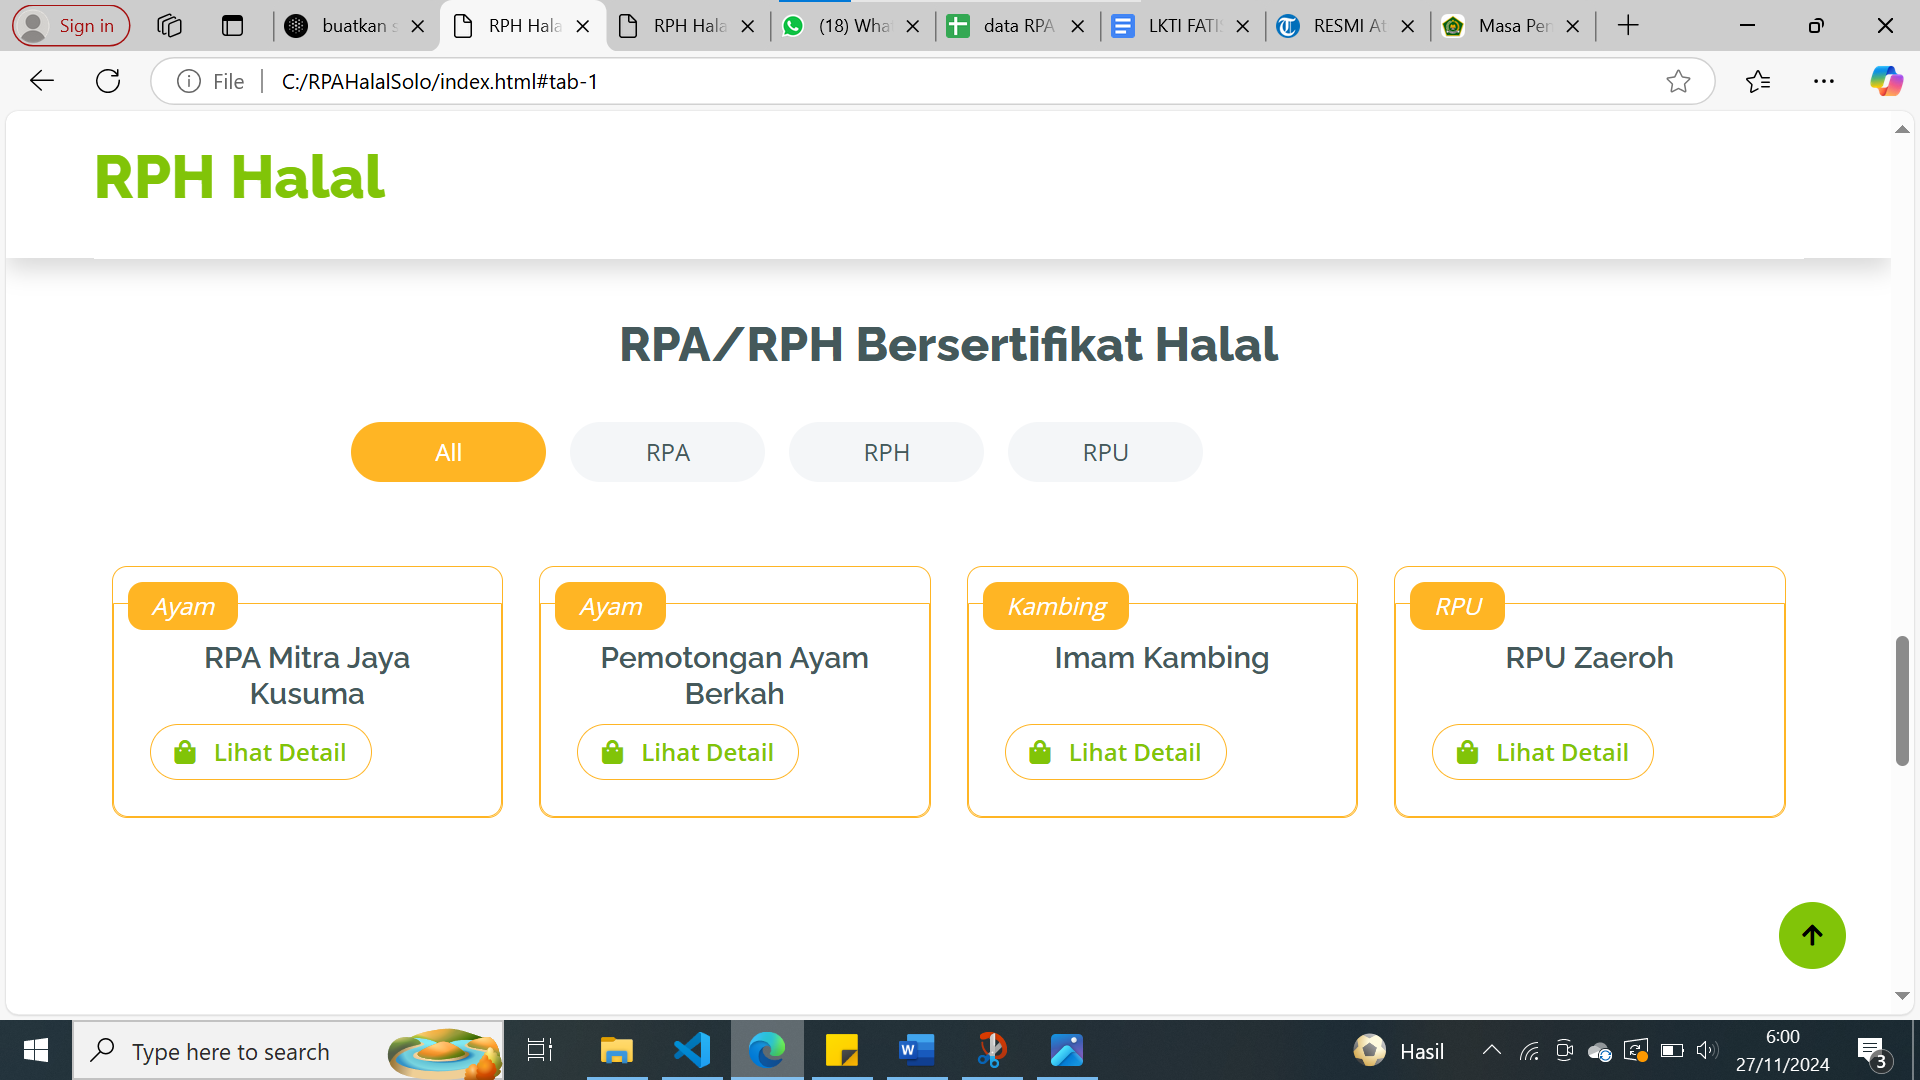 Sign in
buatkan s
RPH Hala
RPH Hala
(18) Wha
data RPA
LKTI FATI
RESMI At
Masa Pen
File
C:/RPAHalalSolo/index.html#tab-1
RPH Halal
RPA/RPH Bersertifikat Halal
All
RPA
RPH
RPU
Ayam
Ayam
Kambing
RPU
RPA Mitra Jaya
Kusuma
Pemotongan Ayam
Berkah
Imam Kambing
RPU Zaeroh
Lihat Detail
Lihat Detail
Lihat Detail
Lihat Detail
Type here to search
Hasil
6:00
27/11/2024
3